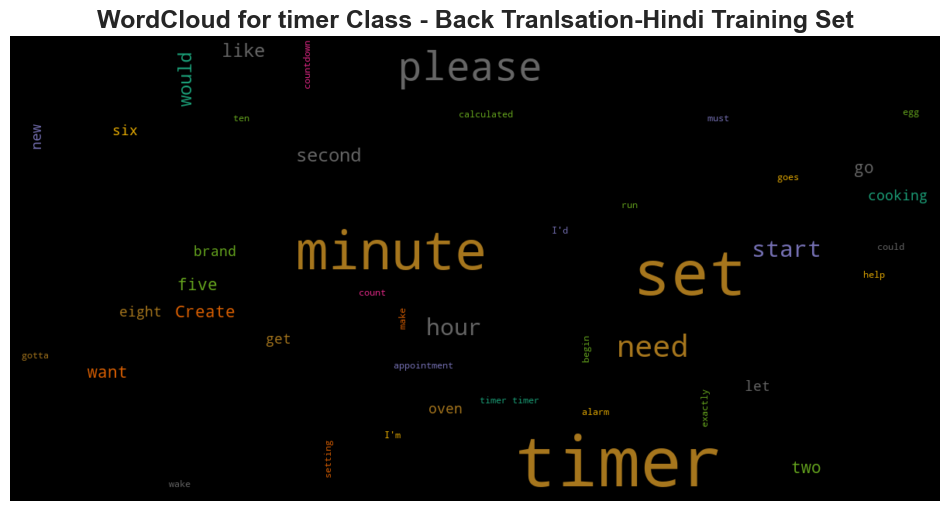 WordCloud for timer Class - Back Tranlsation-Hindi Training Set
like
countdown
please
would
ten
calculated
must
egg
six
new
second
goes
go
cooking
run
I'd
minute
set
start
could
brand
help
five
count
eight
Create
make
hour
get
begin
need
gotta
want
appointment
let
oven
timer timer
alarm
exactly
I'm
setting
timer
two
wake